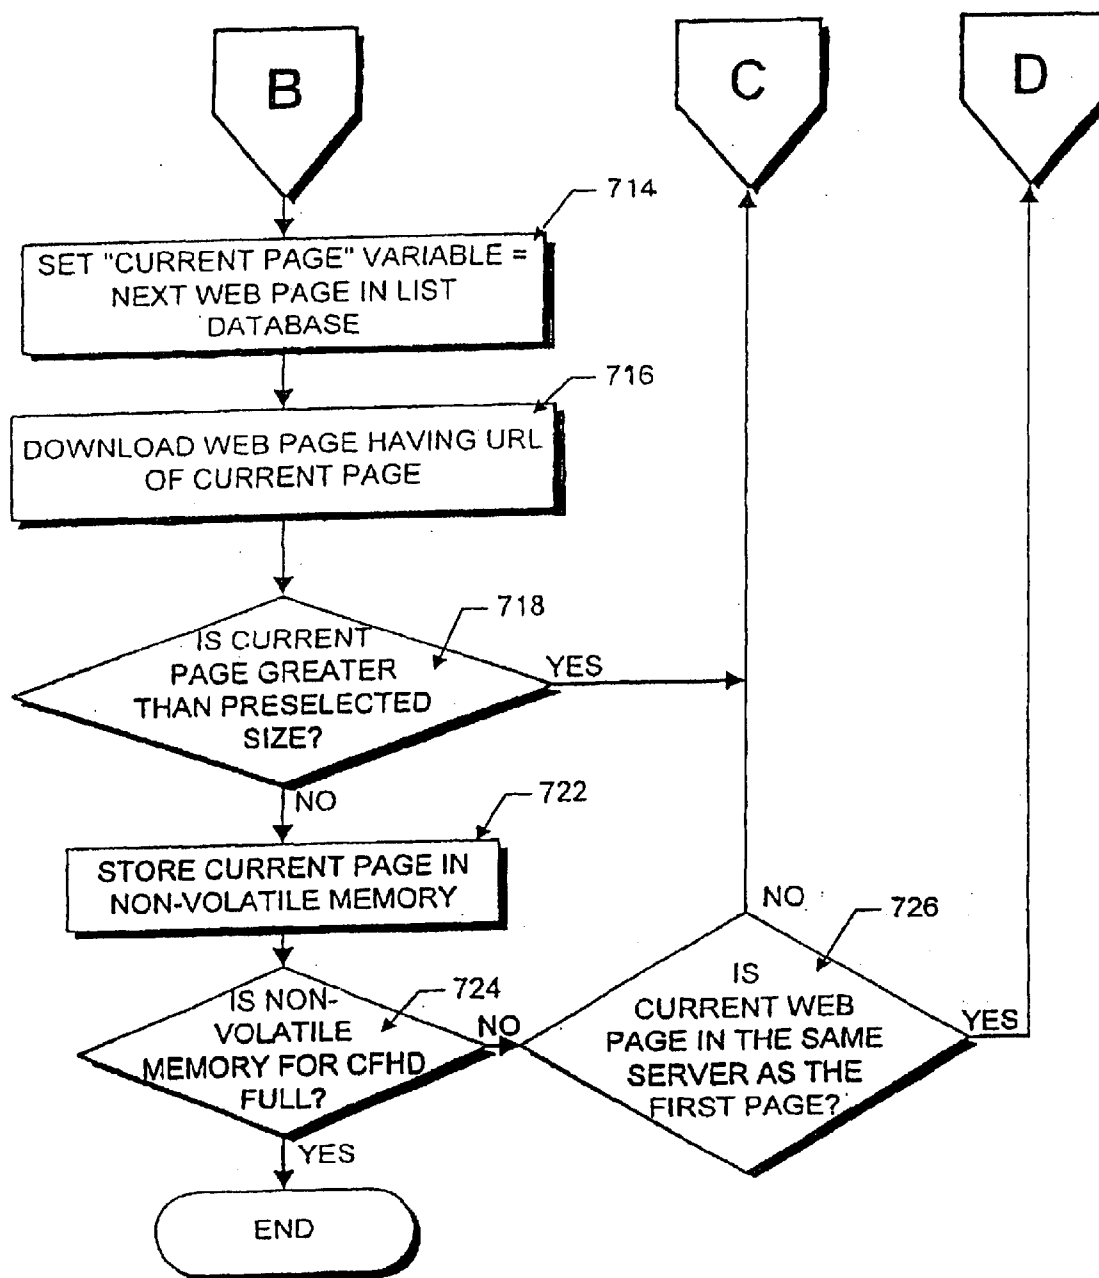 B
C
D
714
SET "CURRENT PAGE" VARIABLE =
NEXT WEB PAGE IN LIST
DATABASE
716
DOWNLOAD WEB PAGE HAVING URL
OF CURRENT PAGE
718
IS CURRENT
PAGE GREATER
THAN PRESELECTED
SIZE?
YES
NO
722
STORE CURRENT PAGE IN
NON-VOLATILE MEMORY
724
IS NON-
VOLATILE
MEMORY FOR CFHD
FULL?
NO
YES
NO
726
IS
CURRENT WEB
PAGE IN THE SAME
SERVER AS THE
FIRST PAGE?
YES
END